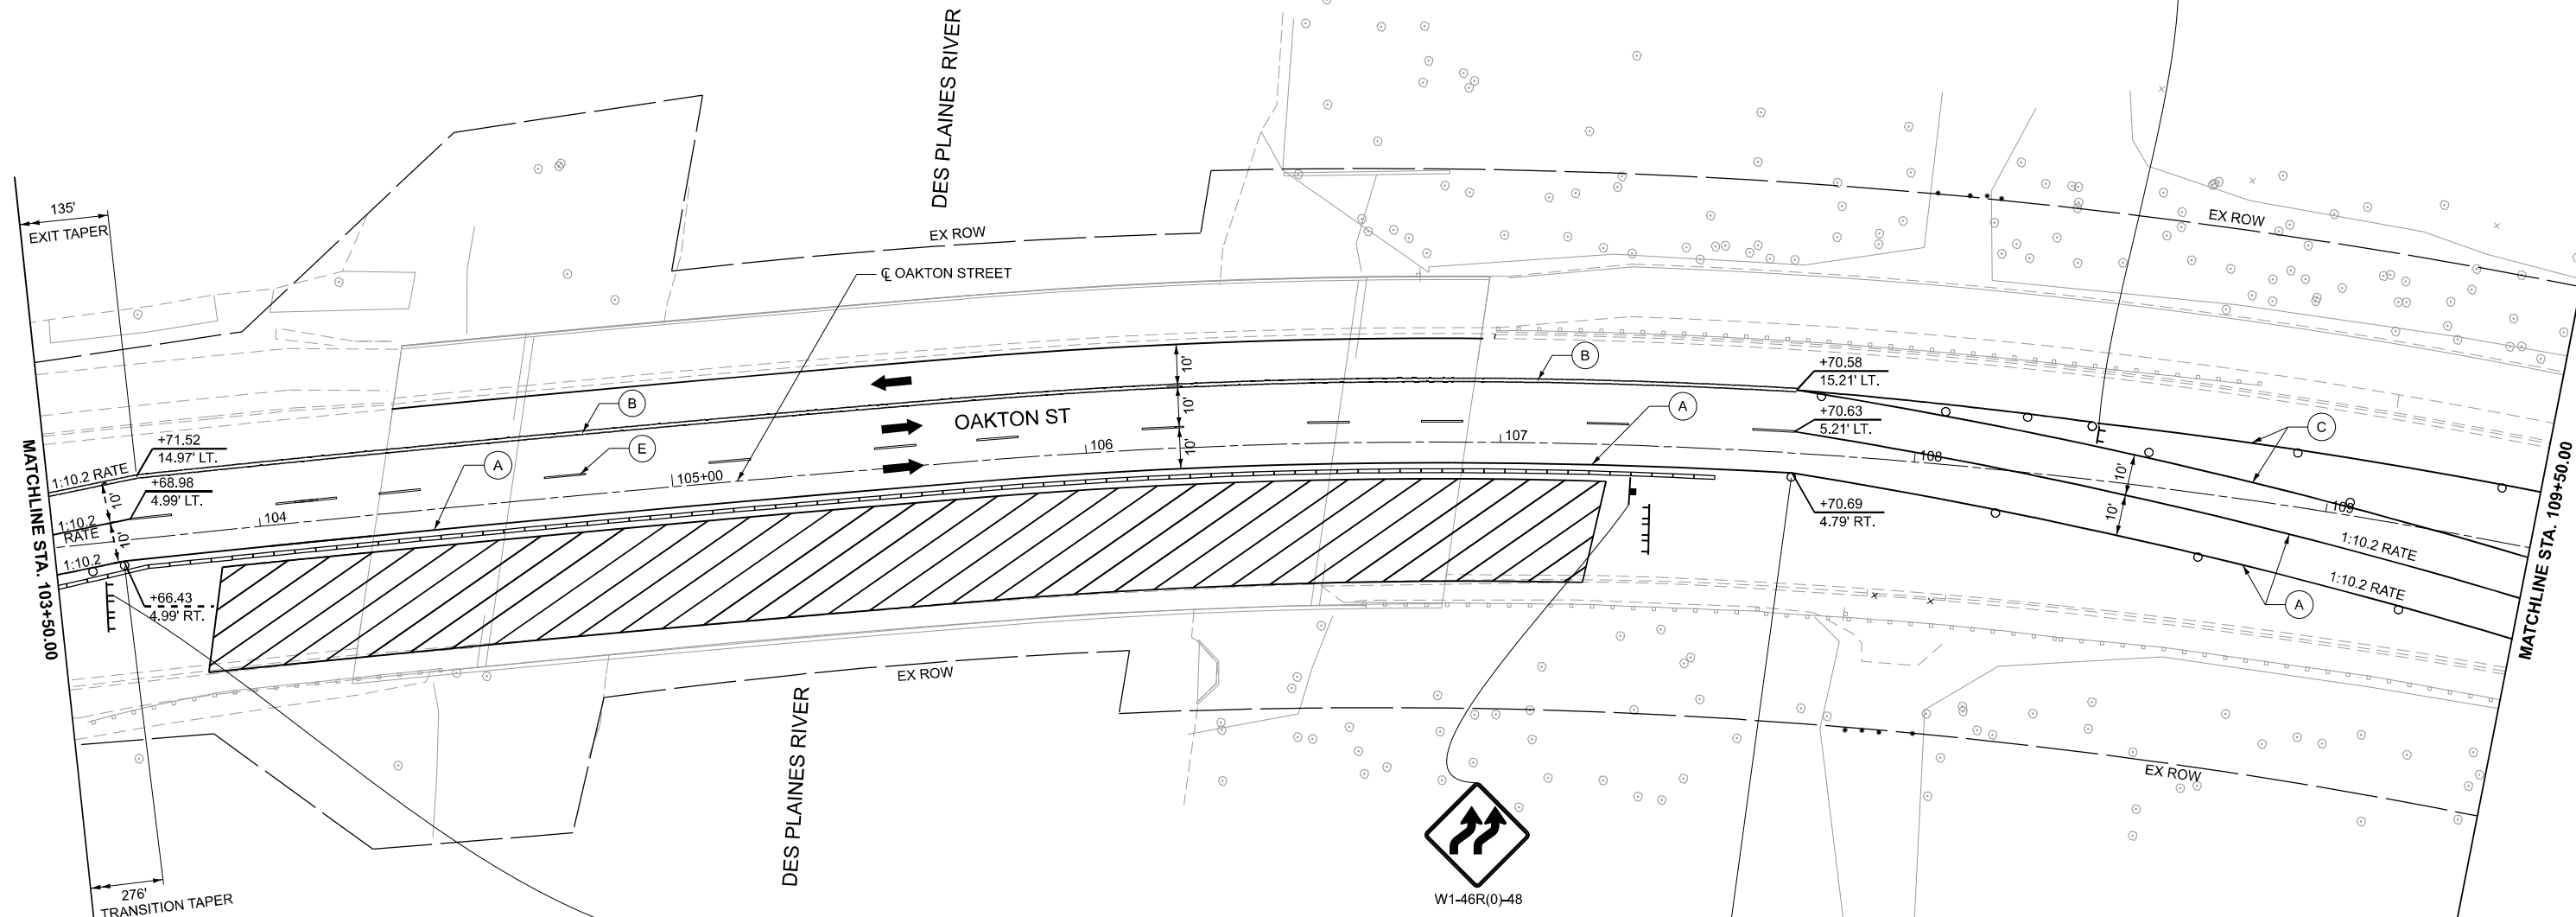 DES PLAINES RIVER
135'
EXIT TAPER
EX ROW
EX ROW
℄ OAKTON STREET
10'
B
+70.58
15.21' LT.
B
10'
OAKTON ST
A
+70.63
5.21' LT.
C
+71.52
14.97' LT.
E
106
10'
107
108
1:10.2 RATE
A
105+00
10'
+68.98
4.99' LT.
10'
109
104
+70.69
4.79' RT.
10'
1:10.2
RATE
10'
1:10.2 RATE
1:10.2
1:10.2 RATE
+66.43
4.99' RT.
A
MATCHLINE STA. 103+50.00
MATCHLINE STA. 109+50.00
EX ROW
DES PLAINES RIVER
EX ROW
276'
TRANSITION TAPER
W1-46R(0)-48